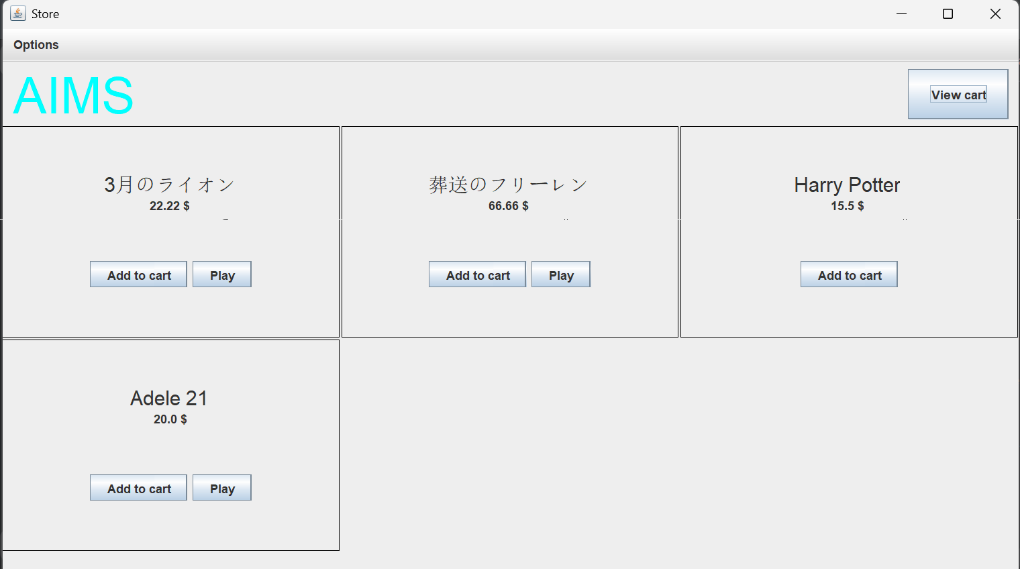 Store
Options
AIMS
View cart
3月のライオン
22.22 $
Add to cart Play
葬送のフリーレン
66.66 $
Add to cart Play
Harry Potter
15.5 $
Add to cart
Adele 21
20.0 $
Add to cart Play